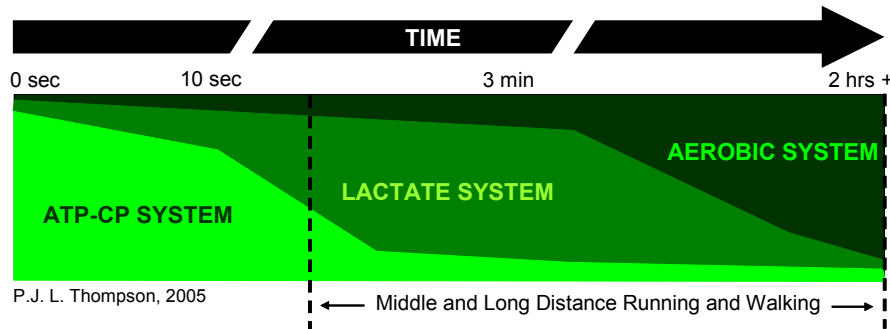 TIME
0 sec 10 sec 3 min 2 hrs +
AEROBIC SYSTEM
LACTATE SYSTEM
ATP-CP SYSTEM
P.J. L. Thompson, 2005
Middle and Long Distance Running and Walking